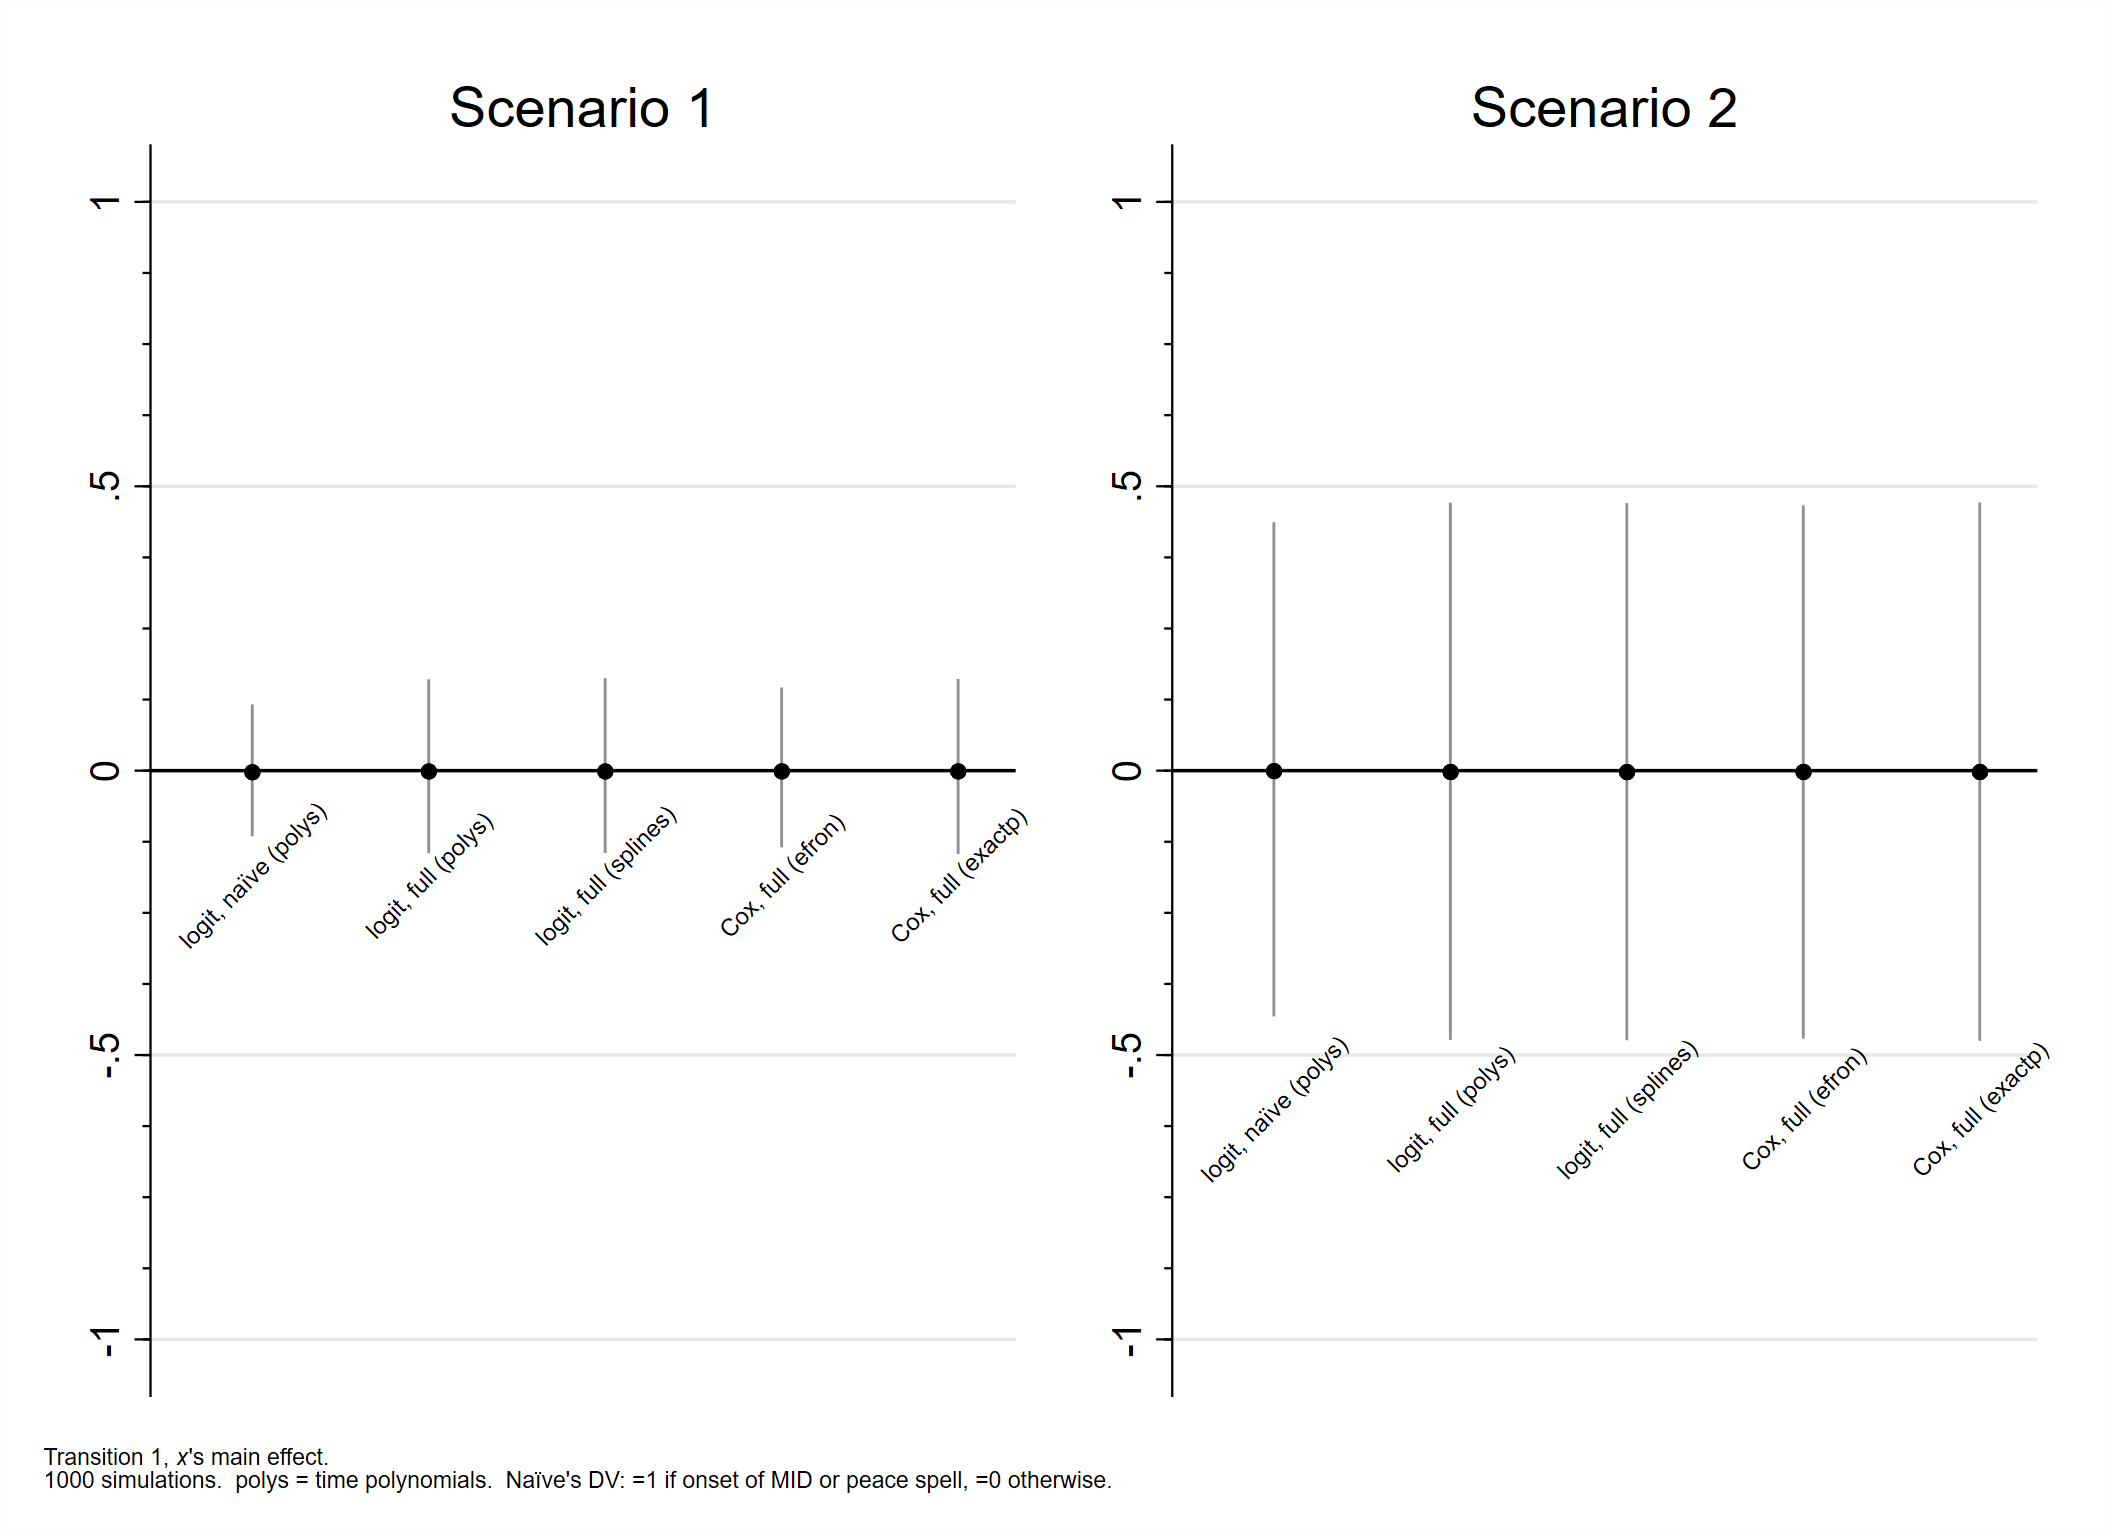 Scenario 1
1
.5
0
-.5
-1
logit, naïve (polys)
logit, full (polys)
logit, full (splines)
Cox, full (efron)
Cox, full (exactp)
Scenario 2
1
.5
0
-.5
-1
logit, naïve (polys)
logit, full (polys)
logit, full (splines)
Cox, full (efron)
Cox, full (exactp)
Transition 1, x's main effect.
1000 simulations.  polys = time polynomials.  Naïve's DV: =1 if onset of MID or peace spell, =0 otherwise.